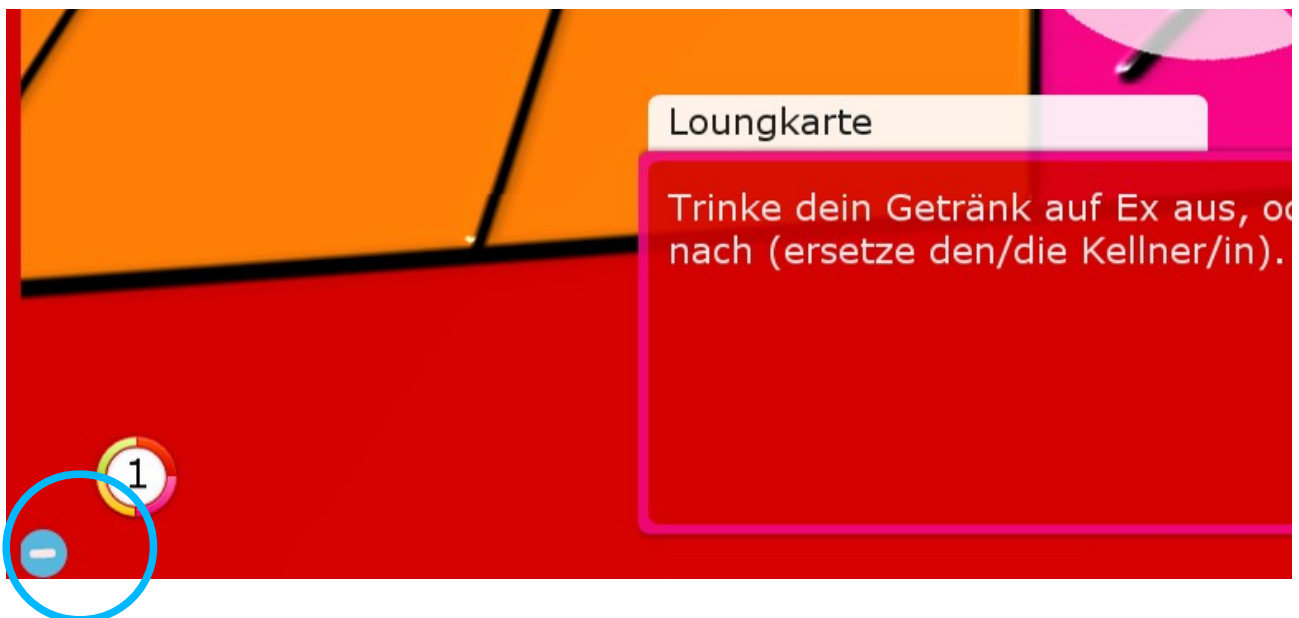 Loungkarte
Trinke dein Getränk auf Ex aus,
nach (ersetze den/die Kellner/in).
1